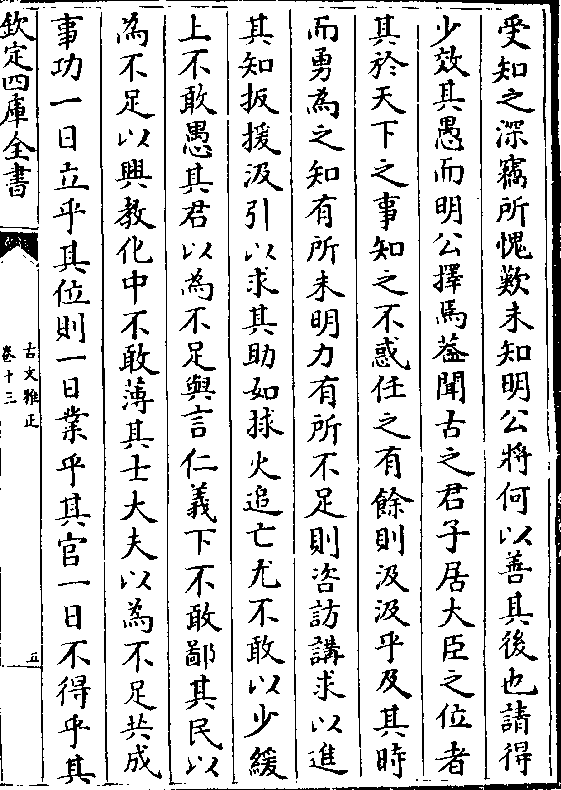 受知之深竊所愧歎未知明公將何以善其後也請得
少效其愚而明公擇焉葢聞古之君子居大臣之位者
其於天下之事知之不惑任之有餘則汲汲乎及其時
而勇為之知有所未明力有所不足則咨訪講求以進
其知扳援汲引以求其助如捄火追亡尤不敢以少緩
上不敢愚其君以為不足與言仁義下不敢鄙其民以
為不足以興教化中不敢薄其士大夫以為不足共成
事功一日立乎其位則一日業乎其官一日不得乎其
欽定四庫全書
古文雅正
卷十三
五